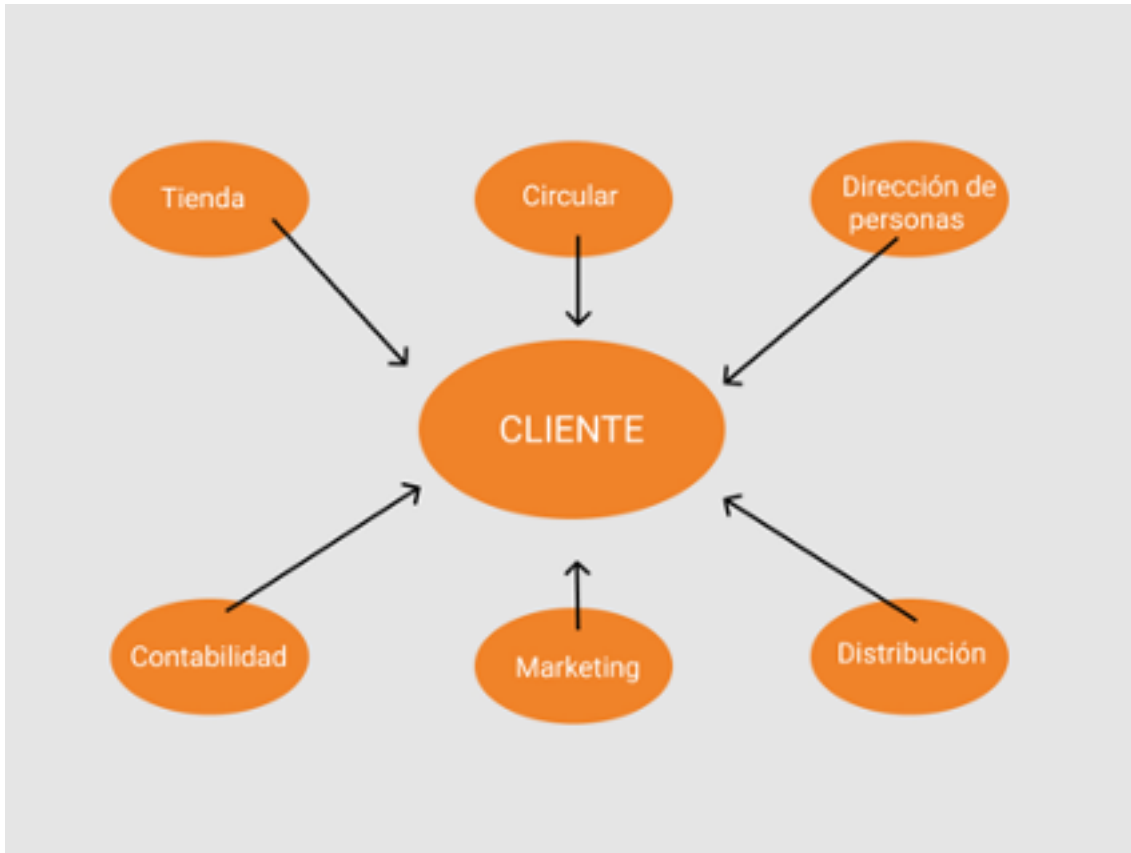 Tienda
Circular
Dirección de
personas
CLIENTE
Contabilidad
Marketing
Distribución